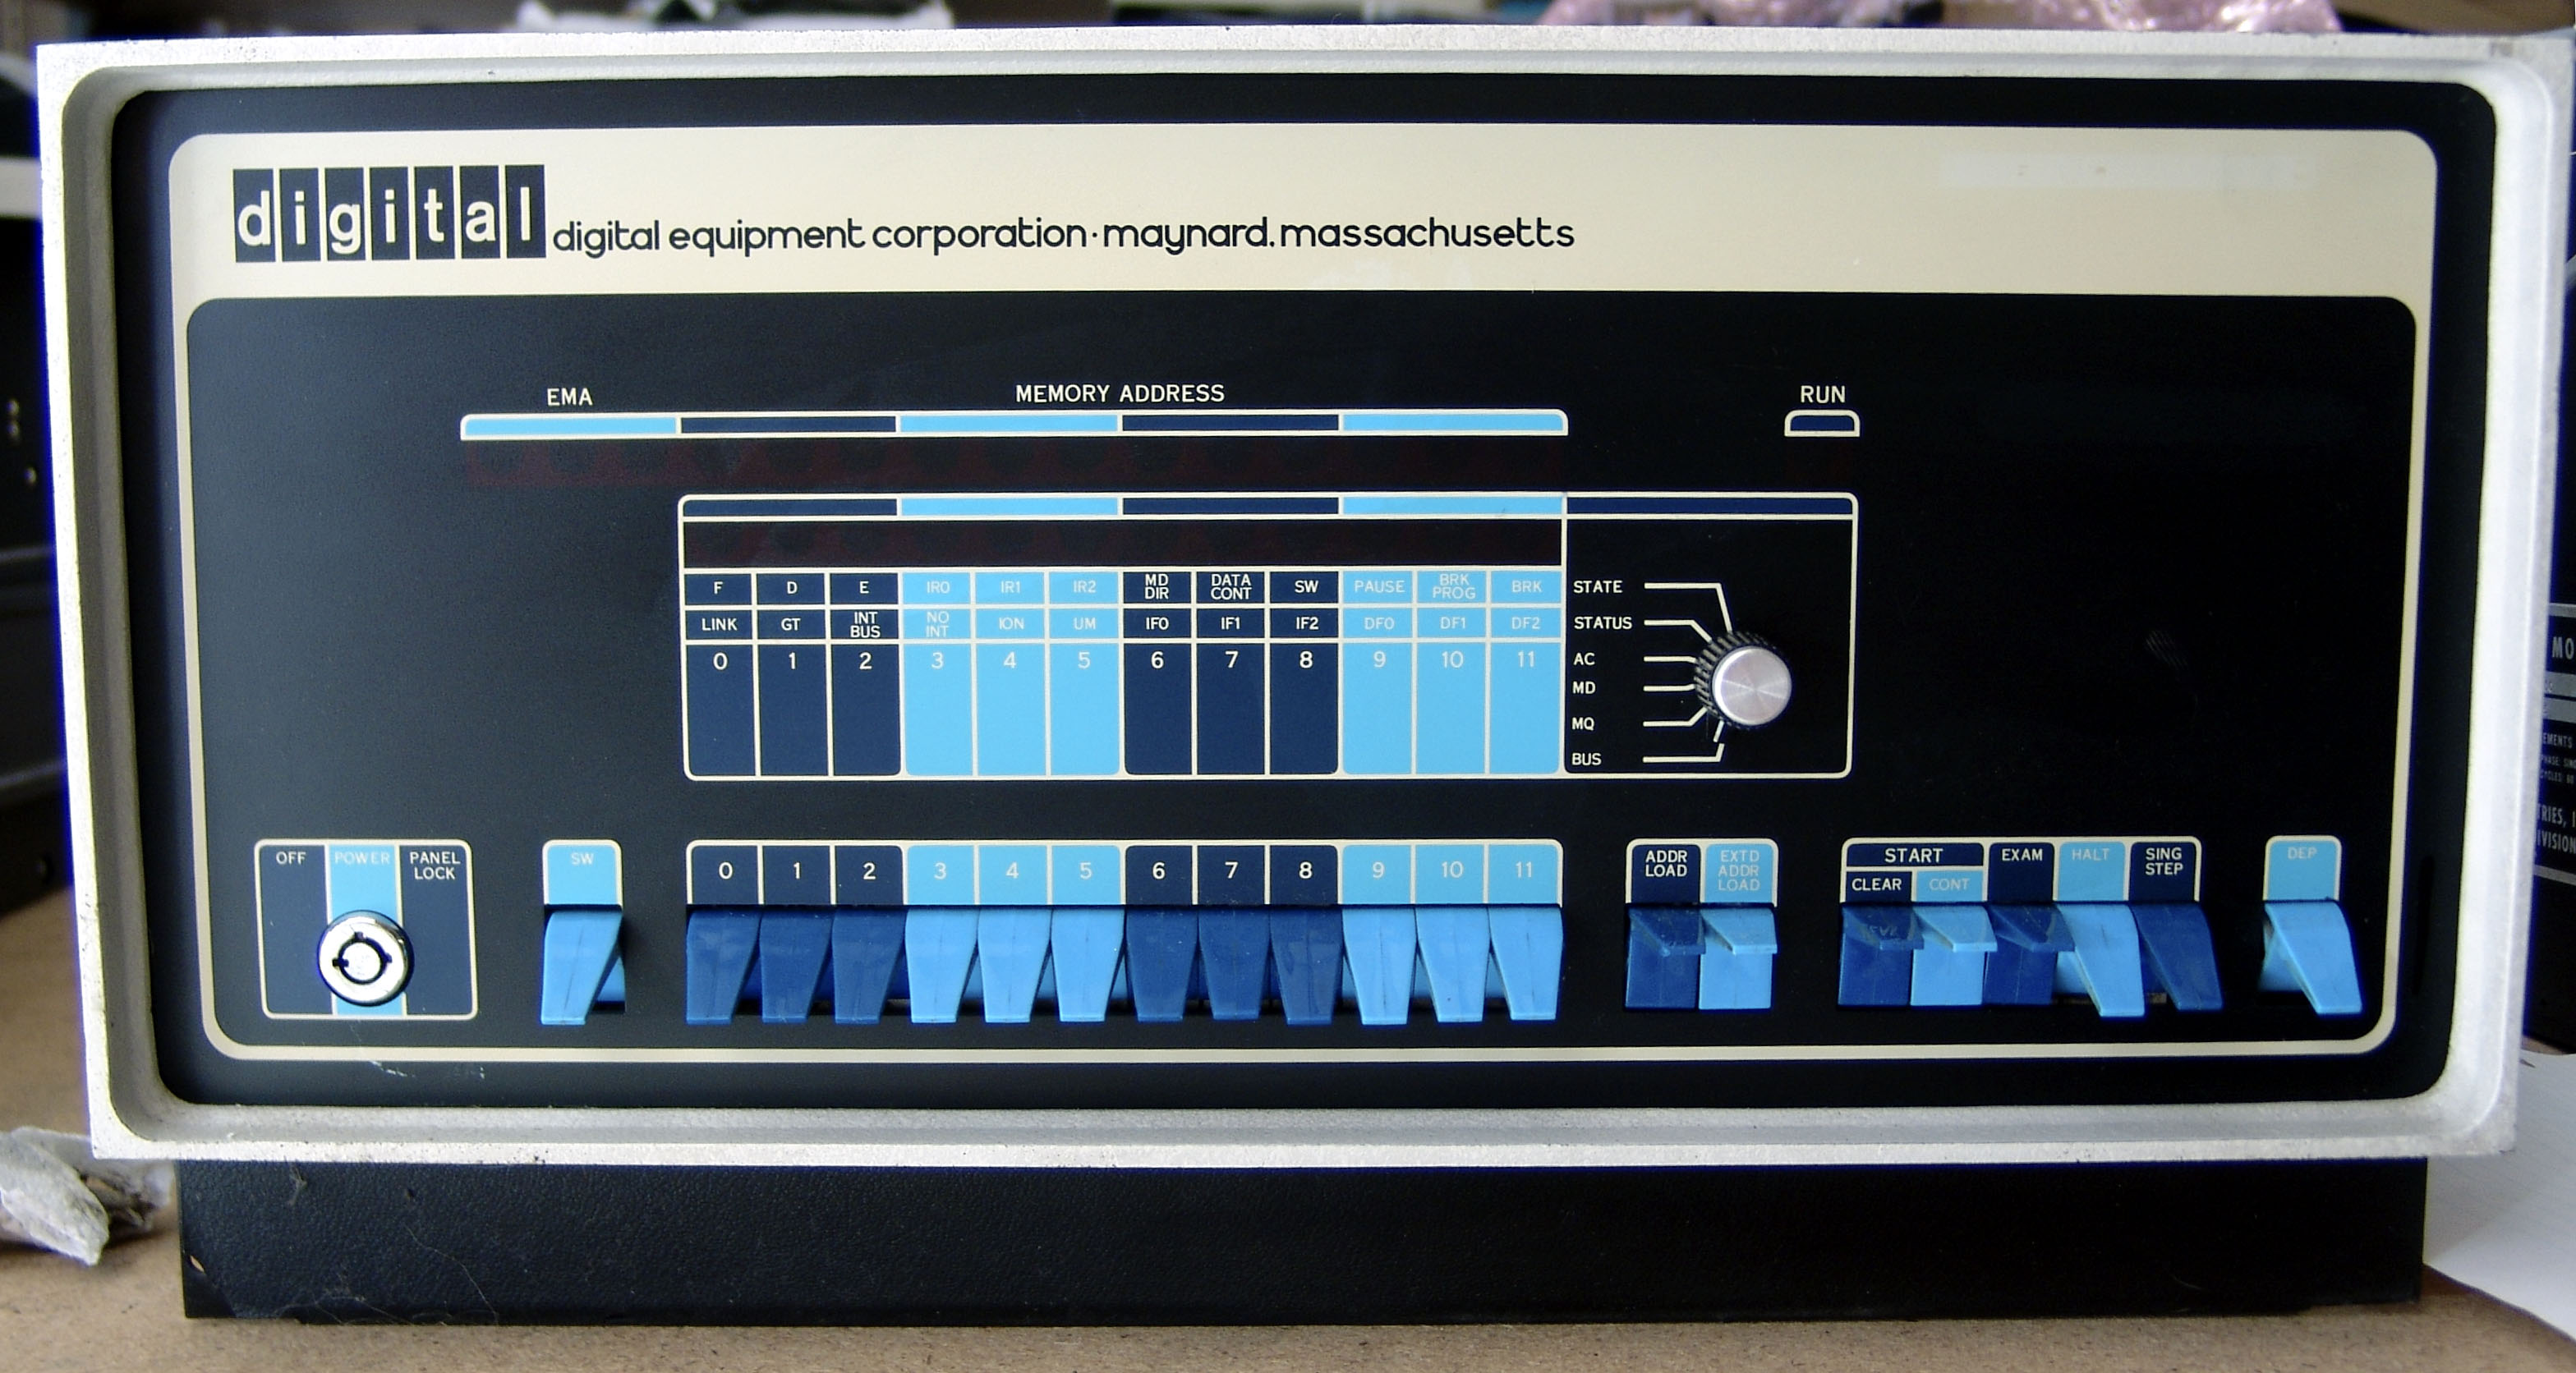 digital digital equipment corporation·maynard.massachusetts
EMA MEMORY ADDRESS RUN
F D E IR0 IR1 IR2 MD DIR DATA CONT SW PAUSE BRK PROG BRK STATE
LINK GT INT BUS NO INT ION UM IF0 IF1 IF2 DF0 DF1 DF2 STATUS
0 1 2 3 4 5 6 7 8 9 10 11 AC
MD
MQ
BUS
OFF POWER PANEL LOCK
SW
0 1 2 3 4 5 6 7 8 9 10 11
ADDR LOAD EXTD ADDR LOAD
START
CLEAR CONT
EXAM HALT SING STEP
DEP
MO